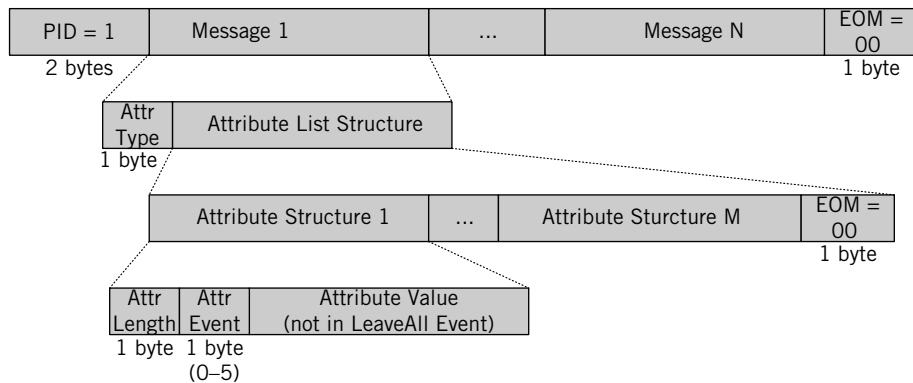 PID = 1
Message 1
...
Message N
EOM =
00
2 bytes
1 byte
Attr
Type
Attribute List Structure
1 byte
Attribute Structure 1
...
Attribute Sturcture M
EOM =
00
1 byte
Attr
Length
Attr
Event
Attribute Value
(not in LeaveAll Event)
1 byte
1 byte
(0–5)